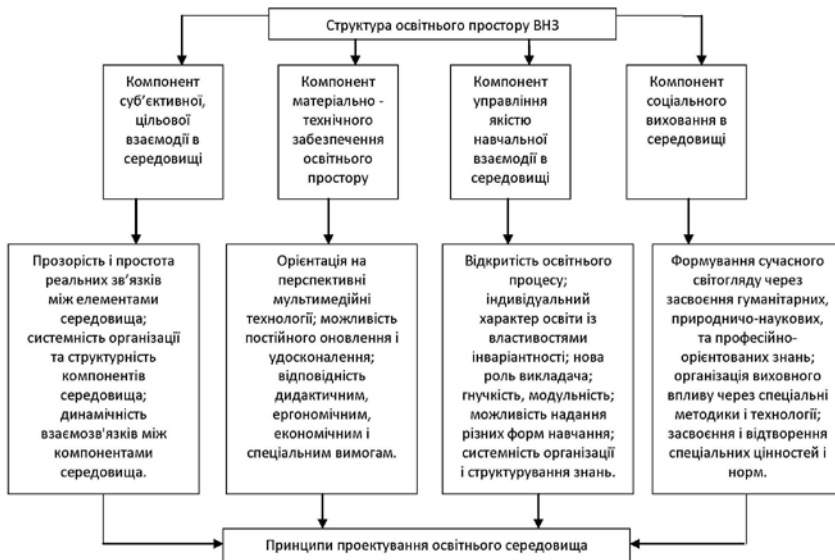 Структура освітнього простору ВНЗ
Компонент
суб’єктивної,
цільової
взаємодії в
середовищі
Компонент
матеріально -
технічного
забезпечення
освітнього
простору
Компонент
управління
якістю
навчальної
взаємодії в
середовищі
Компонент
соціального
виховання в
середовищі
Прозорість і простота
реальних зв’язків
між елементами
середовища;
системність організації
та структурність
компонентів
середовища;
динамічність
взаємозв'язків між
компонентами
середовища.
Орієнтація на
перспективні
мультимедійні
технології; можливість
постійного оновлення і
удосконалення;
відповідність
дидактичним,
ергономічним,
економічним і
спеціальним вимогам.
Відкритість освітнього
процесу;
індивідуальний
характер освіти із
властивостями
інваріантності; нова
роль викладача;
гнучкість, модульність;
можливість надання
різних форм навчання;
системність організації
і структурування знань.
Формування сучасного
світогляду через
засвоєння гуманітарних,
природничо-наукових,
та професійно-
орієнтованих знань;
організація виховного
впливу через спеціальні
методики і технології;
засвоєння і відтворення
спеціальних цінностей і
норм.
Принципи проектування освітнього середовища